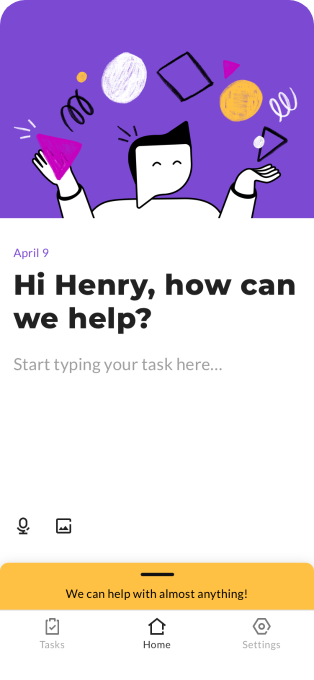 April 9
Hi Henry, how can
we help?
Start typing your task here...
We can help with almost anything!
Tasks
Home
Settings